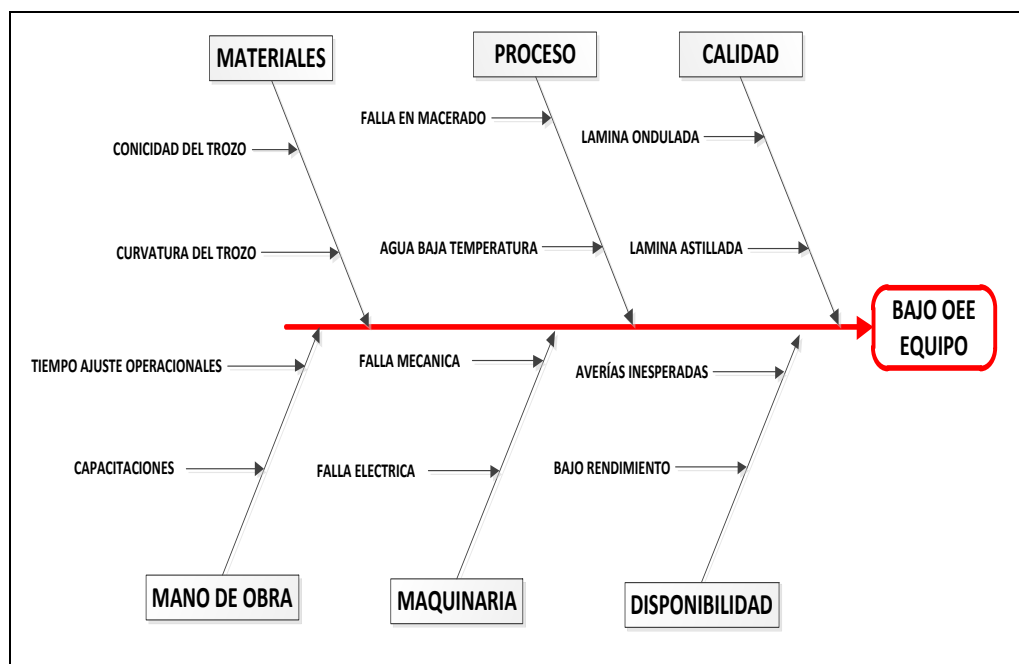 MATERIALES
PROCESO
CALIDAD
FALLA EN MACERADO
LAMINA ONDULADA
CONICIDAD DEL TROZO
CURVATURA DEL TROZO
AGUA BAJA TEMPERATURA
LAMINA ASTILLADA
BAJO OEE
EQUIPO
TIEMPO AJUSTE OPERACIONALES
FALLA MECANICA
AVERÍAS INESPERADAS
CAPACITACIONES
FALLA ELECTRICA
BAJO RENDIMIENTO
MANO DE OBRA
MAQUINARIA
DISPONIBILIDAD